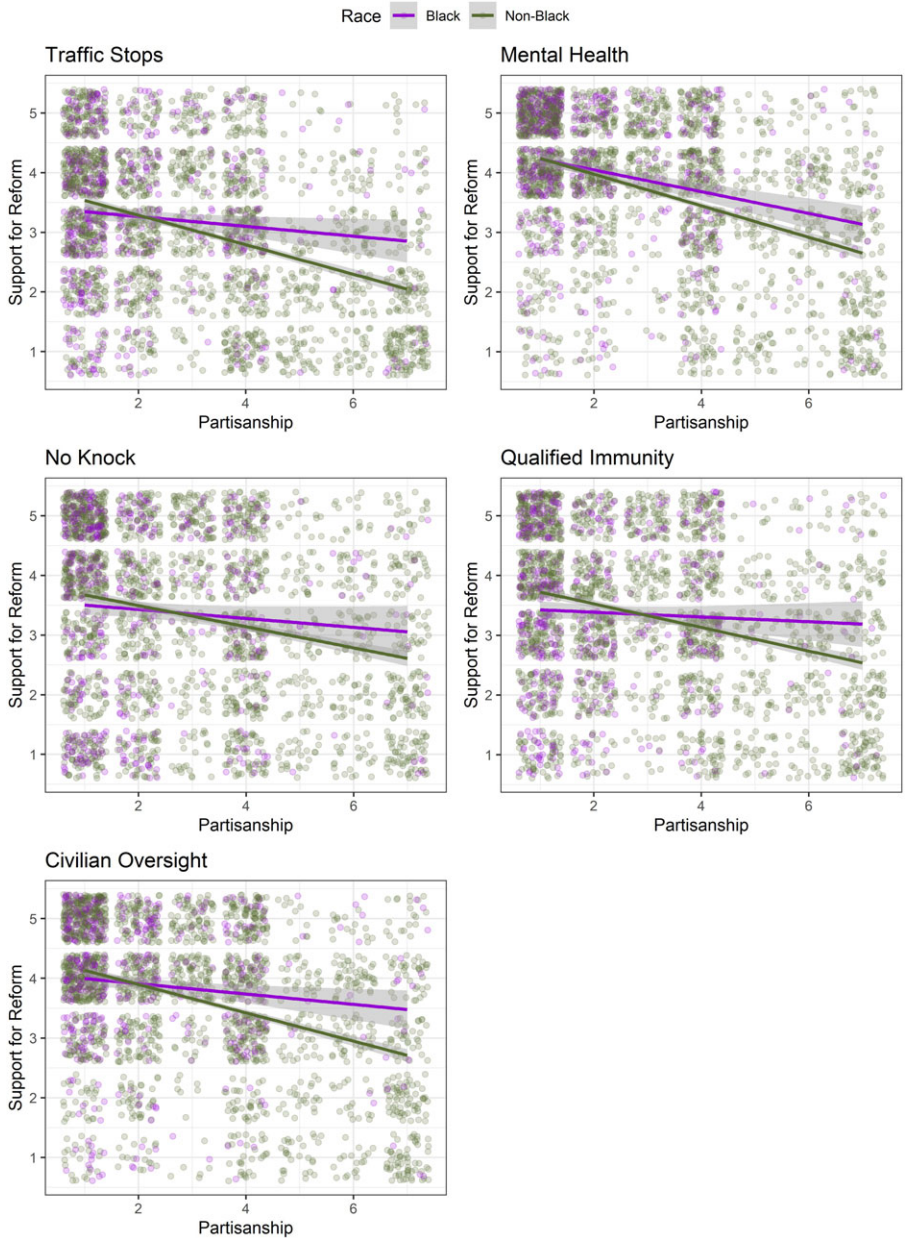 Race Black Non-Black
Traffic Stops
Support for Reform
5
4
3
2
1
2 4 6
Partisanship
Mental Health
Support for Reform
5
4
3
2
1
2 4 6
Partisanship
No Knock
Support for Reform
5
4
3
2
1
2 4 6
Partisanship
Qualified Immunity
Support for Reform
5
4
3
2
1
2 4 6
Partisanship
Civilian Oversight
Support for Reform
5
4
3
2
1
2 4 6
Partisanship